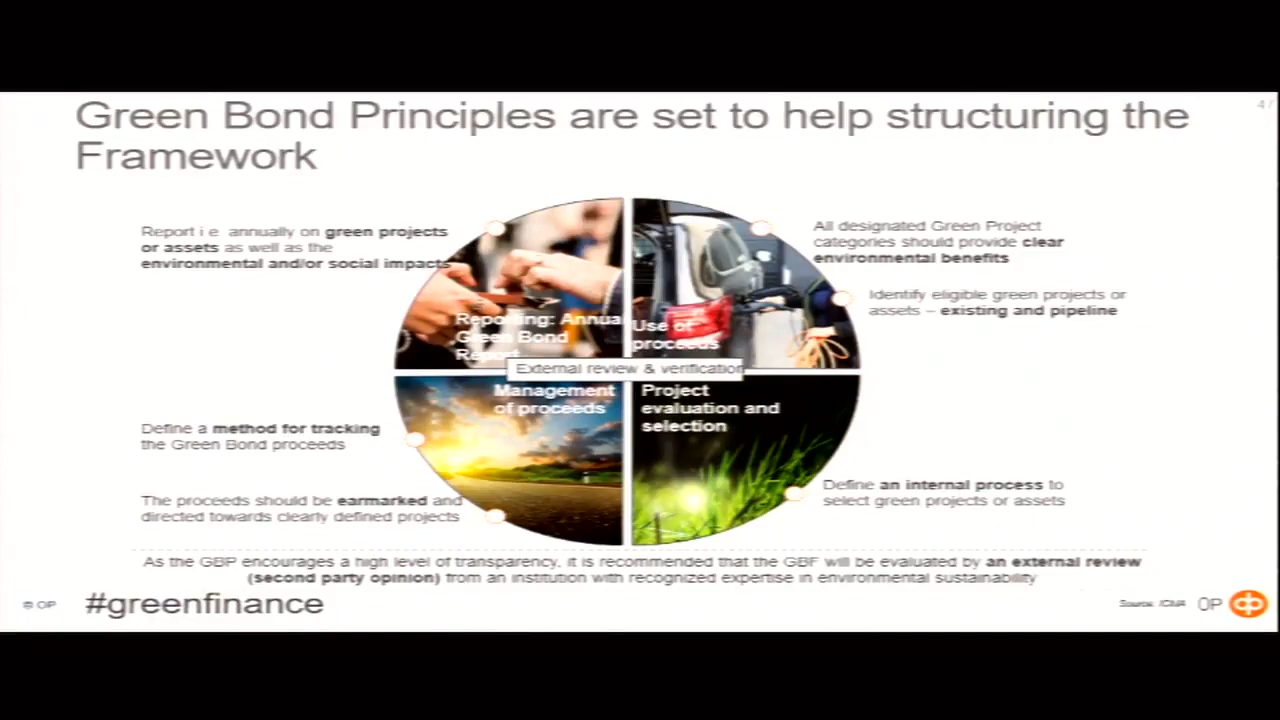 Green Bond Principles are set to help structuring the
Framework
4 /
Report i e annually on green projects
or assets as well as the
environmental and/or social impacts
All designated Green Project
categories should provide clear
environmental benefits
Identify eligible green projects or
assets – existing and pipeline
Reporting: Annual
Green Bond
Report
Use of
proceeds
External review & verification
Management
of proceeds
Project
evaluation and
selection
Define a method for tracking
the Green Bond proceeds
The proceeds should be earmarked and
directed towards clearly defined projects
Define an internal process to
select green projects or assets
As the GBP encourages a high level of transparency, it is recommended that the GBF will be evaluated by an external review
(second party opinion) from an institution with recognized expertise in environmental sustainability
© OP
#greenfinance
Source: ICMA
OP